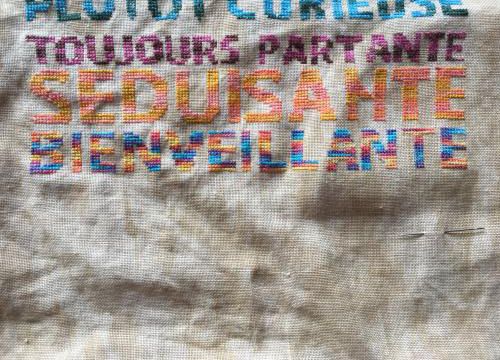 PLUTOT CURIEUSE
TOUJOURS PARTANTE
SEDUISANTE
BIENVEILLANTE